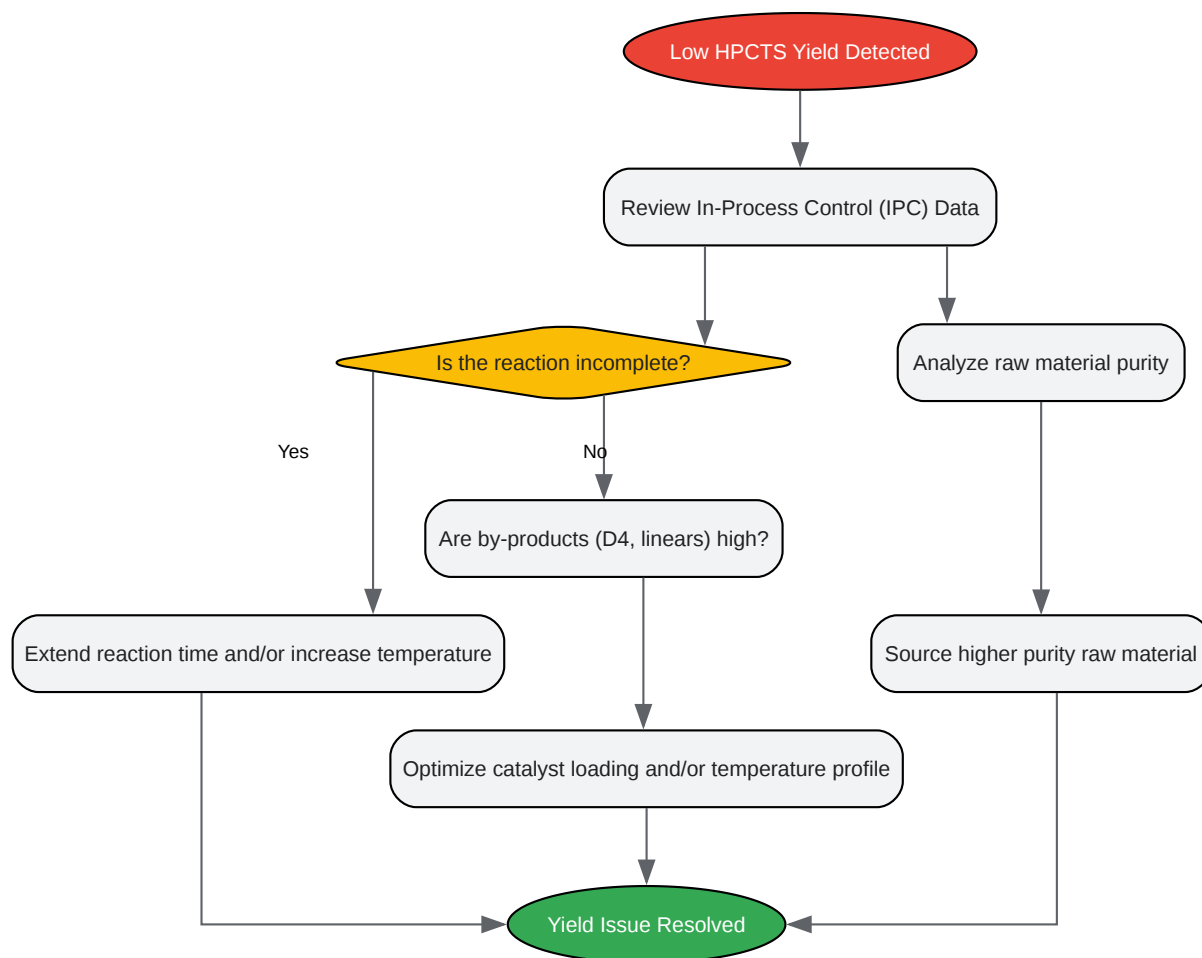 Low HPCTS Yield Detected
Review In-Process Control (IPC) Data
Is the reaction incomplete?
Analyze raw material purity
Yes
No
Are by-products (D4, linears) high?
Extend reaction time and/or increase temperature
Source higher purity raw material
Optimize catalyst loading and/or temperature profile
Yield Issue Resolved